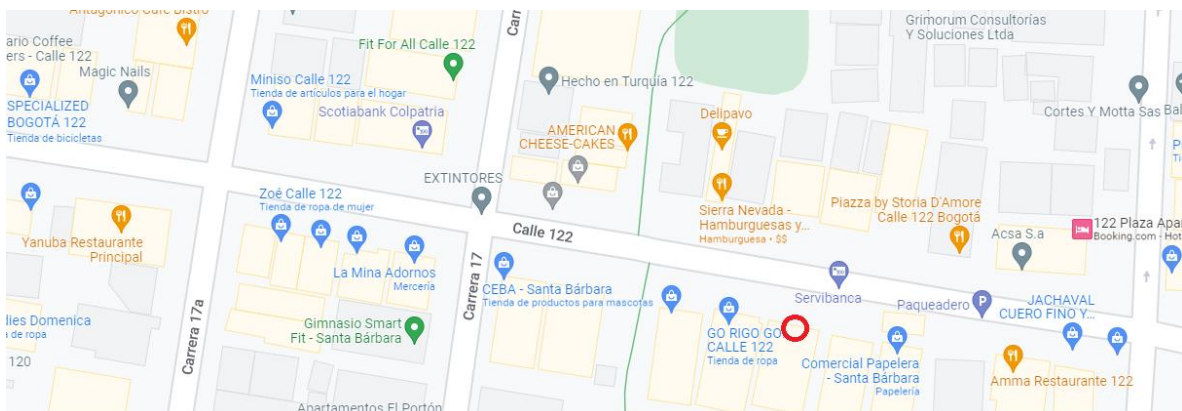 Antagonico Cafe Bistro
ario Coffee
ers - Calle 122
Magic Nails
SPECIALIZED
BOGOTÁ 122
Tienda de bicicletas
Fit For All Calle 122
Miniso Calle 122
Tienda de artículos para el hogar
Scotiabank Colpatria
Carr
Hecho en Turquía 122
AMERICAN
CHEESE-CAKES
Grimorum Consultorías
Y Soluciones Ltda
Delipavo
Cortes Y Motta Sas
Bal
P
Ti
EXTINTORES
Zoé Calle 122
Tienda de ropa de mujer
Yanuba Restaurante
Principal
La Mina Adornos
Mercería
Calle 122
Sierra Nevada -
Hamburguesas y...
Hamburguesa • $$
Piazza by Storia D'Amore
Calle 122 Bogotá
Acsa S.a
122 Plaza Apar
Booking.com - Hot
Carrera 17a
Carrera 17
CEBA - Santa Bárbara
Tienda de productos para mascotas
Servibanca
Paqueadero
JACHAVAL
CUERO FINO Y...
dies Domenica
a de ropa
120
Gimnasio Smart
Fit - Santa Bárbara
GO RIGO GO
CALLE 122
Tienda de ropa
Comercial Papelera
- Santa Bárbara
Papelería
Amma Restaurante 122
Apartamentos El Portón